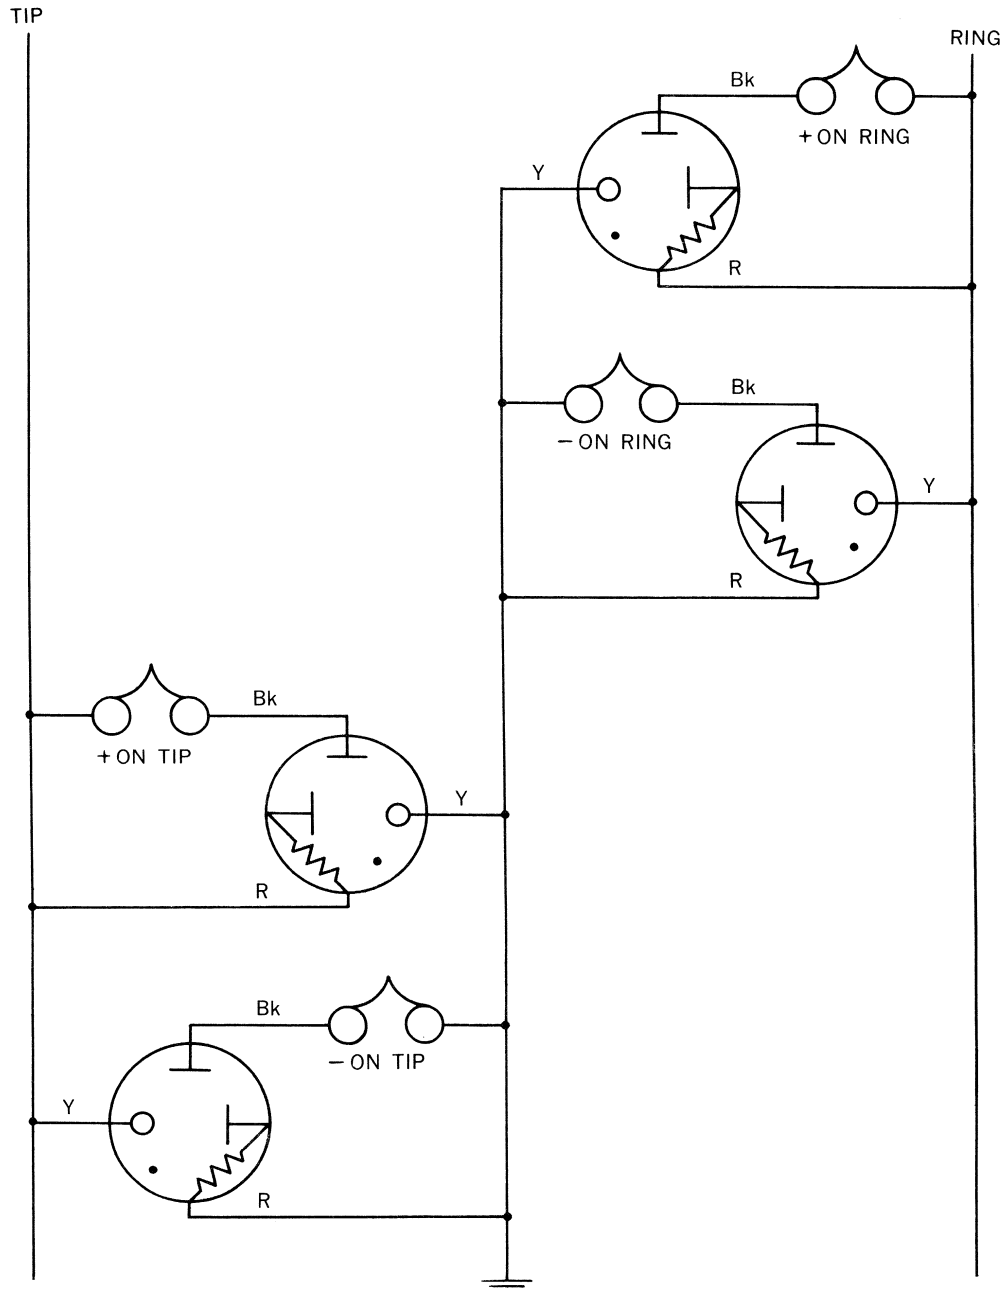 TIP
RING
Bk
+ ON RING
Y
R
Bk
– ON RING
Y
R
Bk
+ ON TIP
Y
R
Bk
– ON TIP
Y
R